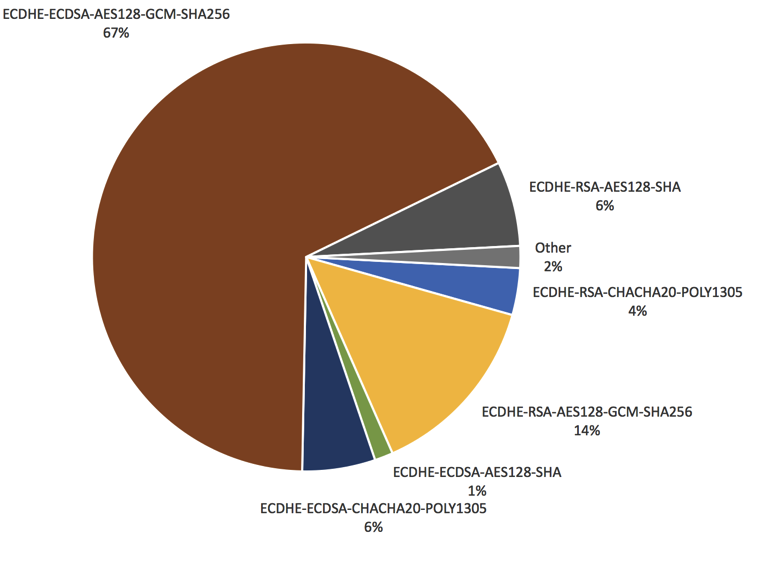 ECDHE-ECDSA-AES128-GCM-SHA256
67%
ECDHE-RSA-AES128-SHA
6%
Other
2%
ECDHE-RSA-CHACHA20-POLY1305
4%
ECDHE-RSA-AES128-GCM-SHA256
14%
ECDHE-ECDSA-AES128-SHA
1%
ECDHE-ECDSA-CHACHA20-POLY1305
6%